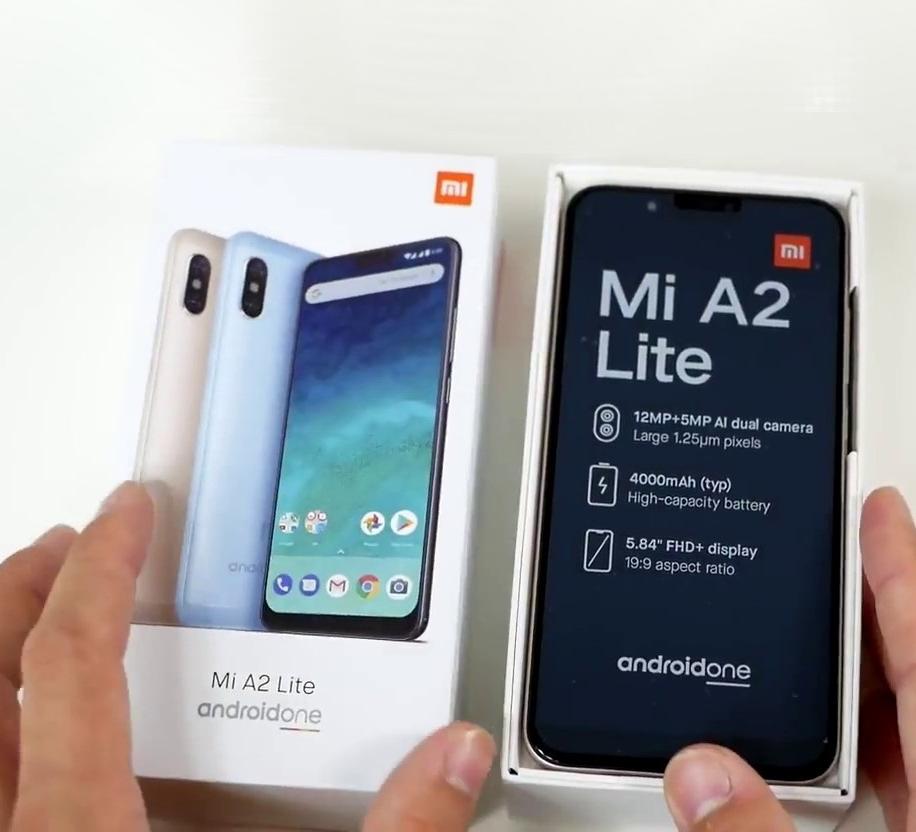 mi
andr
Mi A2 Lite
androidone
mi
Mi A2
Lite
12MP+5MP AI dual camera
Large 1.25μm pixels
4000mAh (typ)
High-capacity battery
5.84" FHD+ display
19:9 aspect ratio
androidone